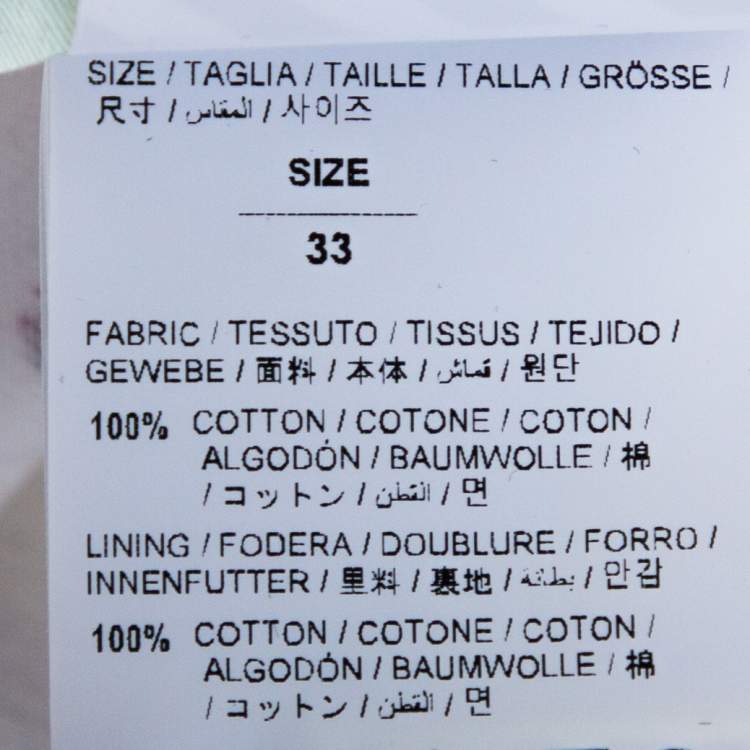 SIZE / TAGLIA / TAILLE / TALLA / GRÖSSE /
尺寸 / المقاس / 사이즈
SIZE
33
FABRIC / TESSUTO / TISSUS / TEJIDO /
GEWEBE / 面料 / 本体 / قماش / 원단
100% COTTON / COTONE / COTON /
ALGODÓN / BAUMWOLLE / 棉
/ コットン / القطن / 면
LINING / FODERA / DOUBLURE / FORRO /
INNENFUTTER / 里料 / 裏地 / بطانة / 안감
100% COTTON / COTONE / COTON /
ALGODÓN / BAUMWOLLE / 棉
/ コットン / القطن / 면